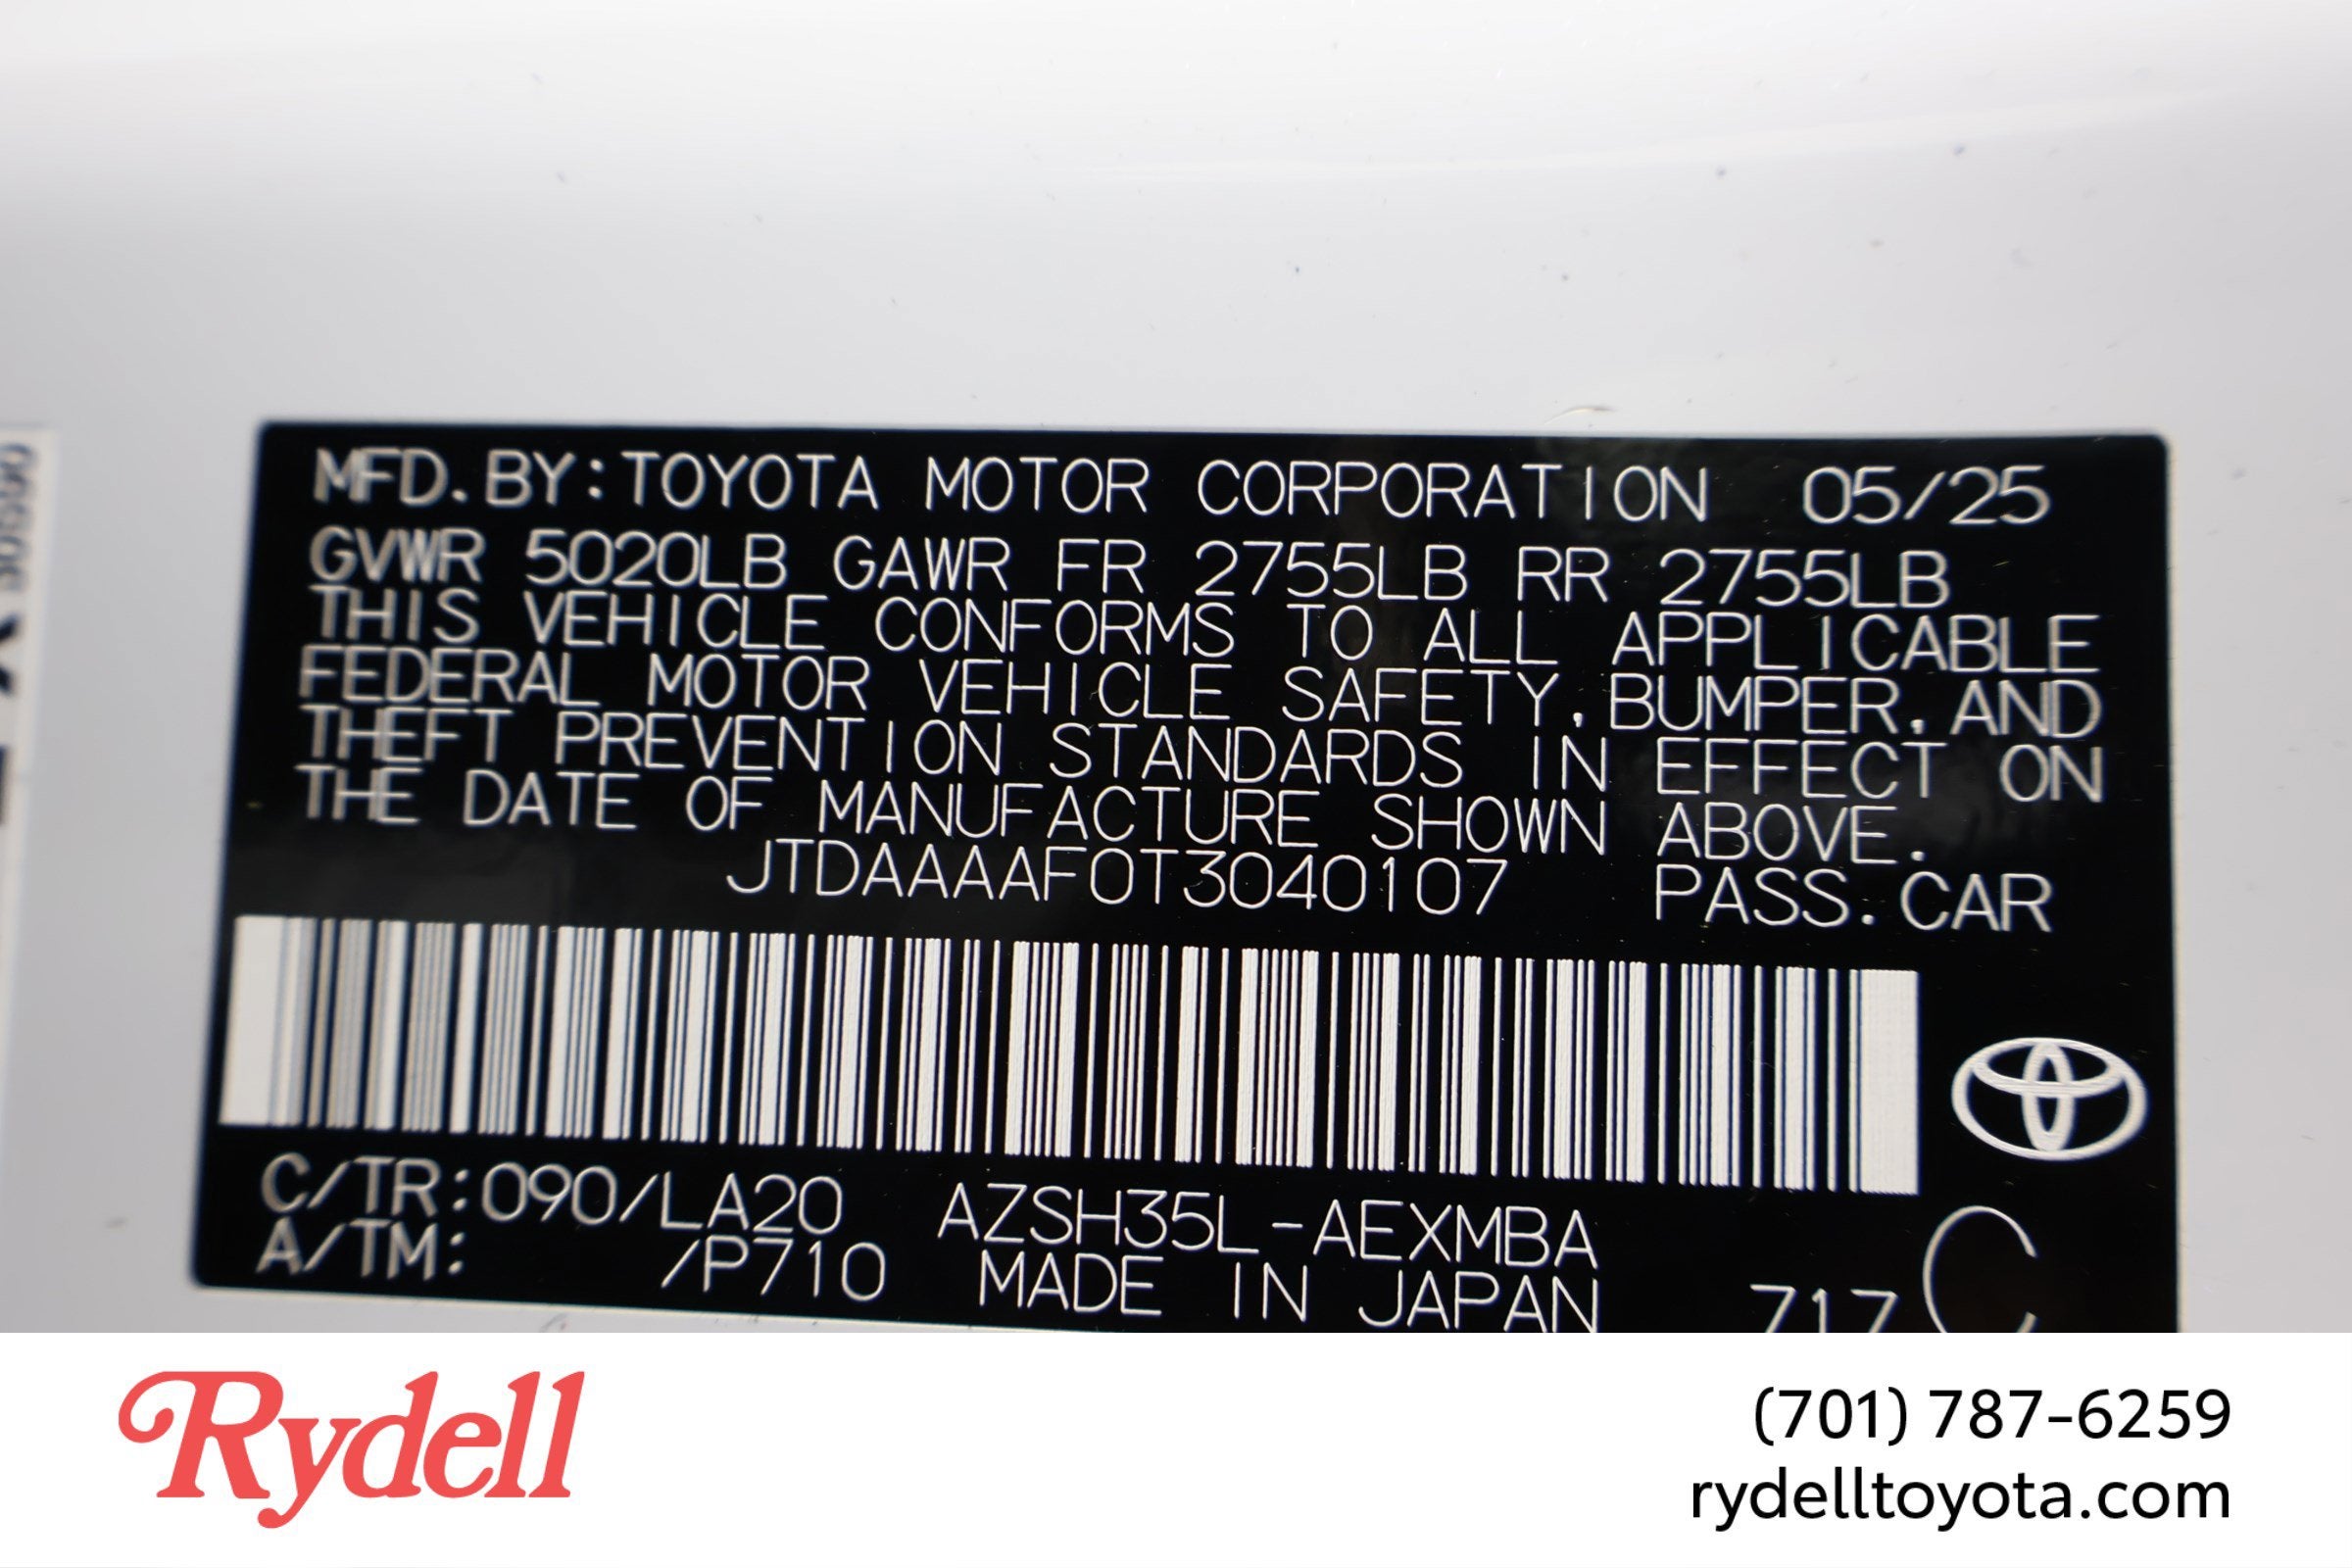 MFD.BY:TOYOTA MOTOR CORPORATION 05/25
GVWR 5020LB GAWR FR 2755LB RR 2755LB
THIS VEHICLE CONFORMS TO ALL APPLICABLE
FEDERAL MOTOR VEHICLE SAFETY,BUMPER,AND
THEFT PREVENTION STANDARDS IN EFFECT ON
THE DATE OF MANUFACTURE SHOWN ABOVE.
JTDAAAAF0T3040107 PASS.CAR
C/TR:090/LA20 AZSH35L-AEXMBA
A/TM: /P710 MADE IN JAPAN 717 C
Rydell
(701) 787-6259
rydelltoyota.com